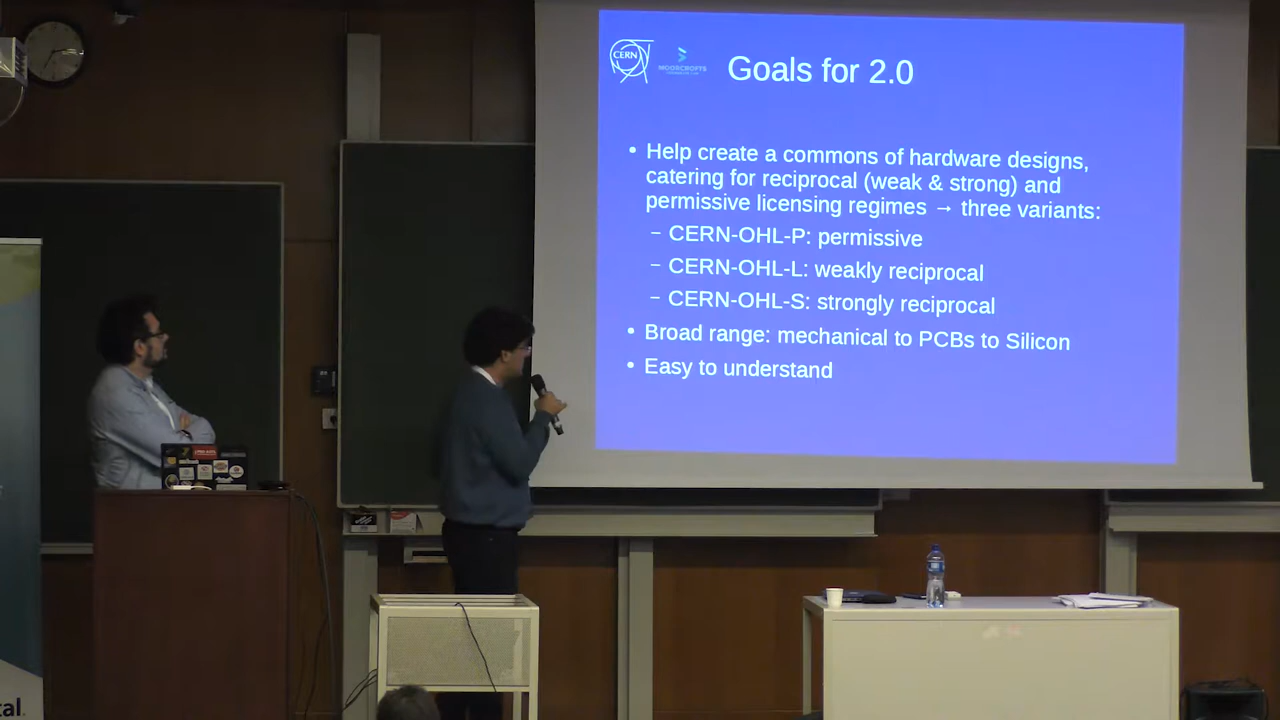 CERN
MOORCROFTS
Goals for 2.0
• Help create a commons of hardware designs,
catering for reciprocal (weak & strong) and
permissive licensing regimes → three variants:
– CERN-OHL-P: permissive
– CERN-OHL-L: weakly reciprocal
– CERN-OHL-S: strongly reciprocal
• Broad range: mechanical to PCBs to Silicon
• Easy to understand
tal.